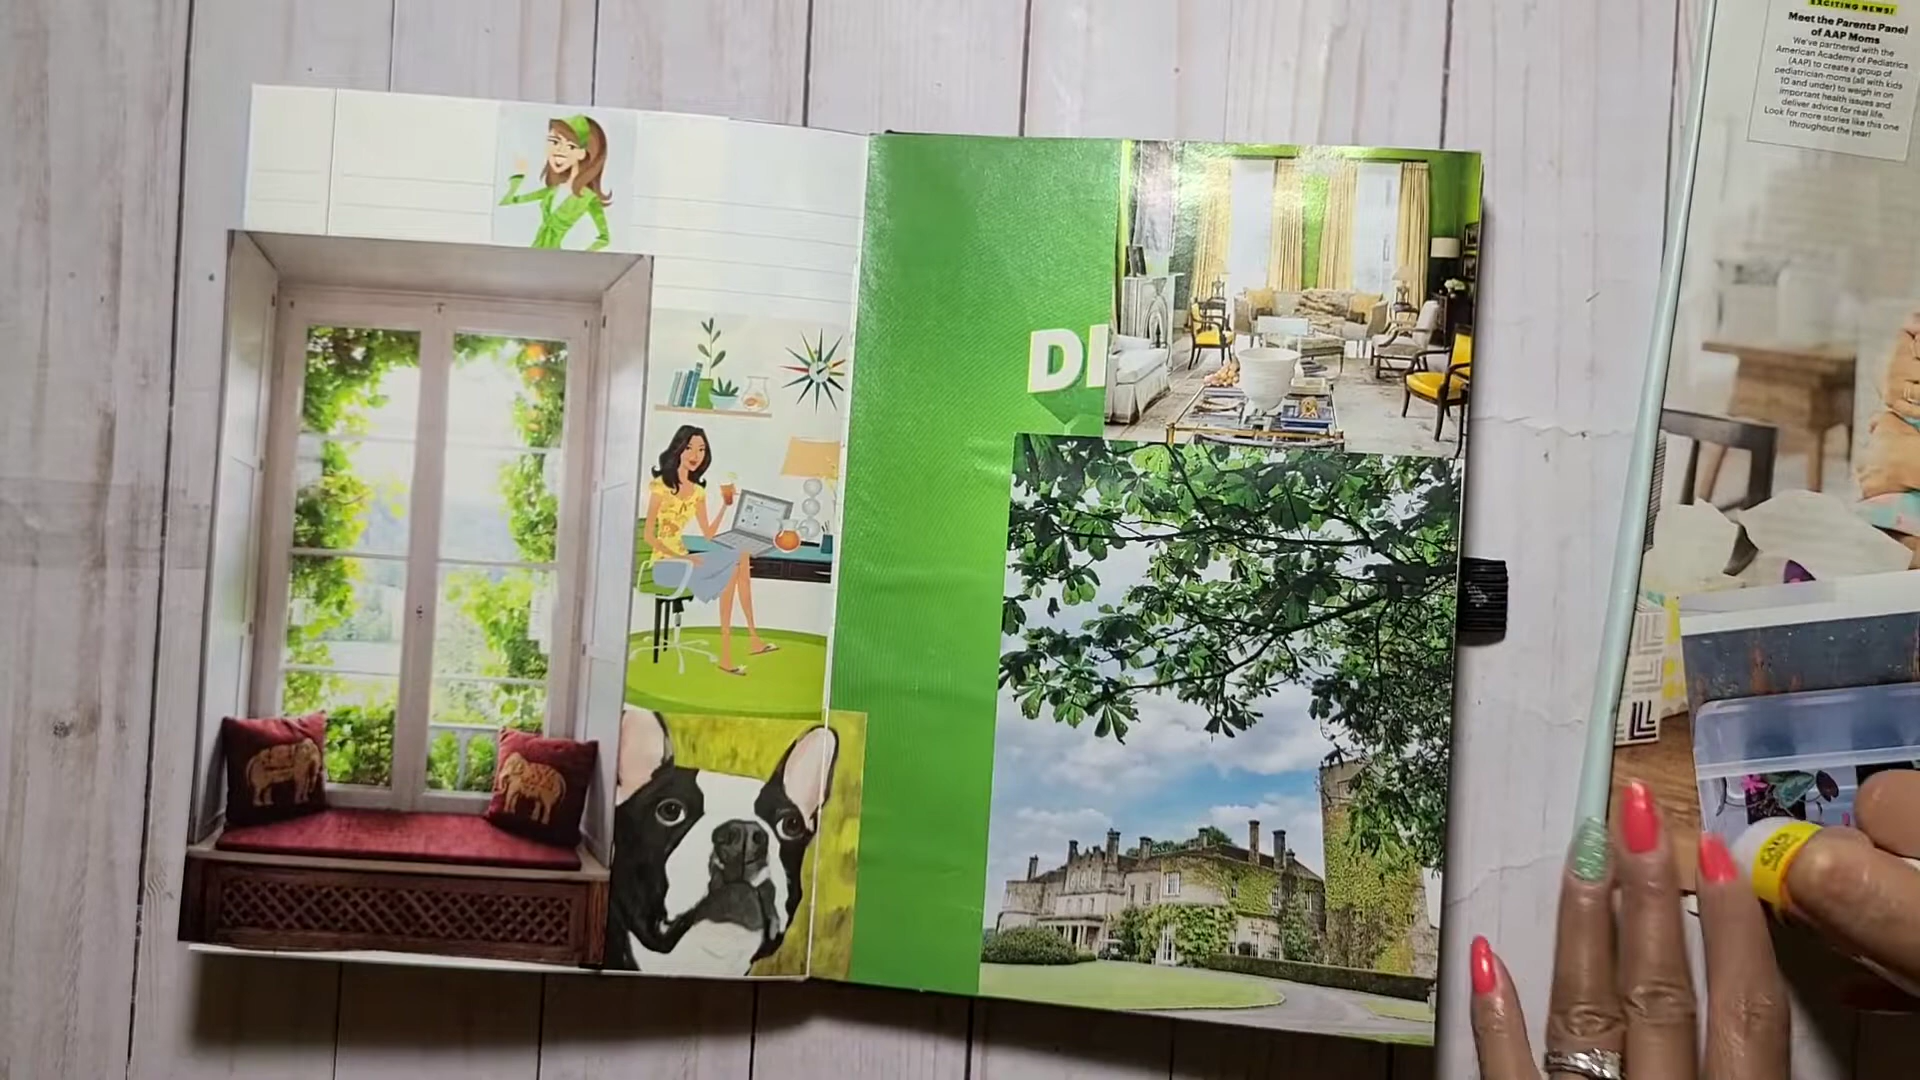 DI
EXCITING NEWS!
Meet the Parents Panel
of AAP Moms
We've partnered with the
American Academy of Pediatrics
(AAP) to create a group of
pediatrician-moms (all with kids
10 and under) to weigh in on
important health issues and
deliver advice for real life.
Look for more stories like this one
throughout the year!